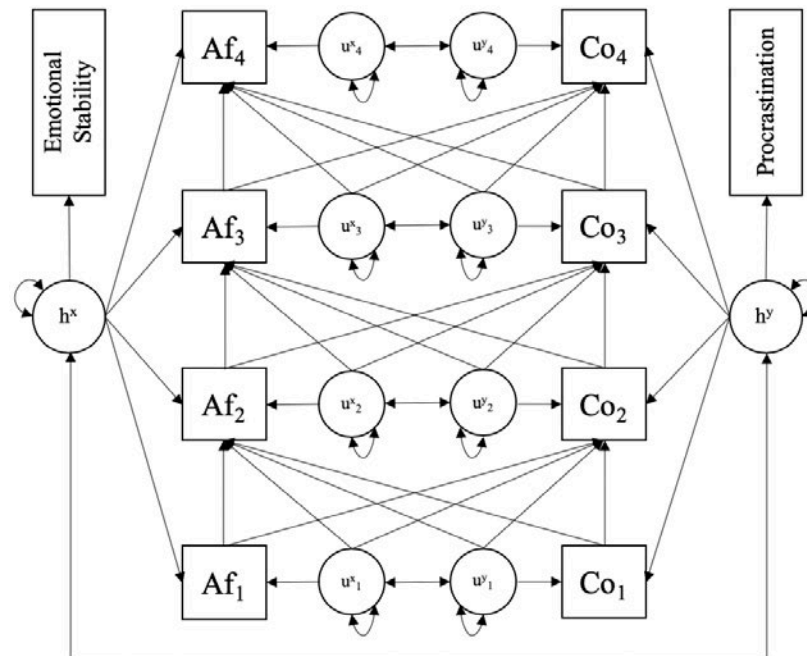 Emotional
Stability
Af₄
uˣ₄
uʸ₄
Co₄
Procrastination
Af₃
uˣ₃
uʸ₃
Co₃
hˣ
hʸ
Af₂
uˣ₂
uʸ₂
Co₂
Af₁
uˣ₁
uʸ₁
Co₁